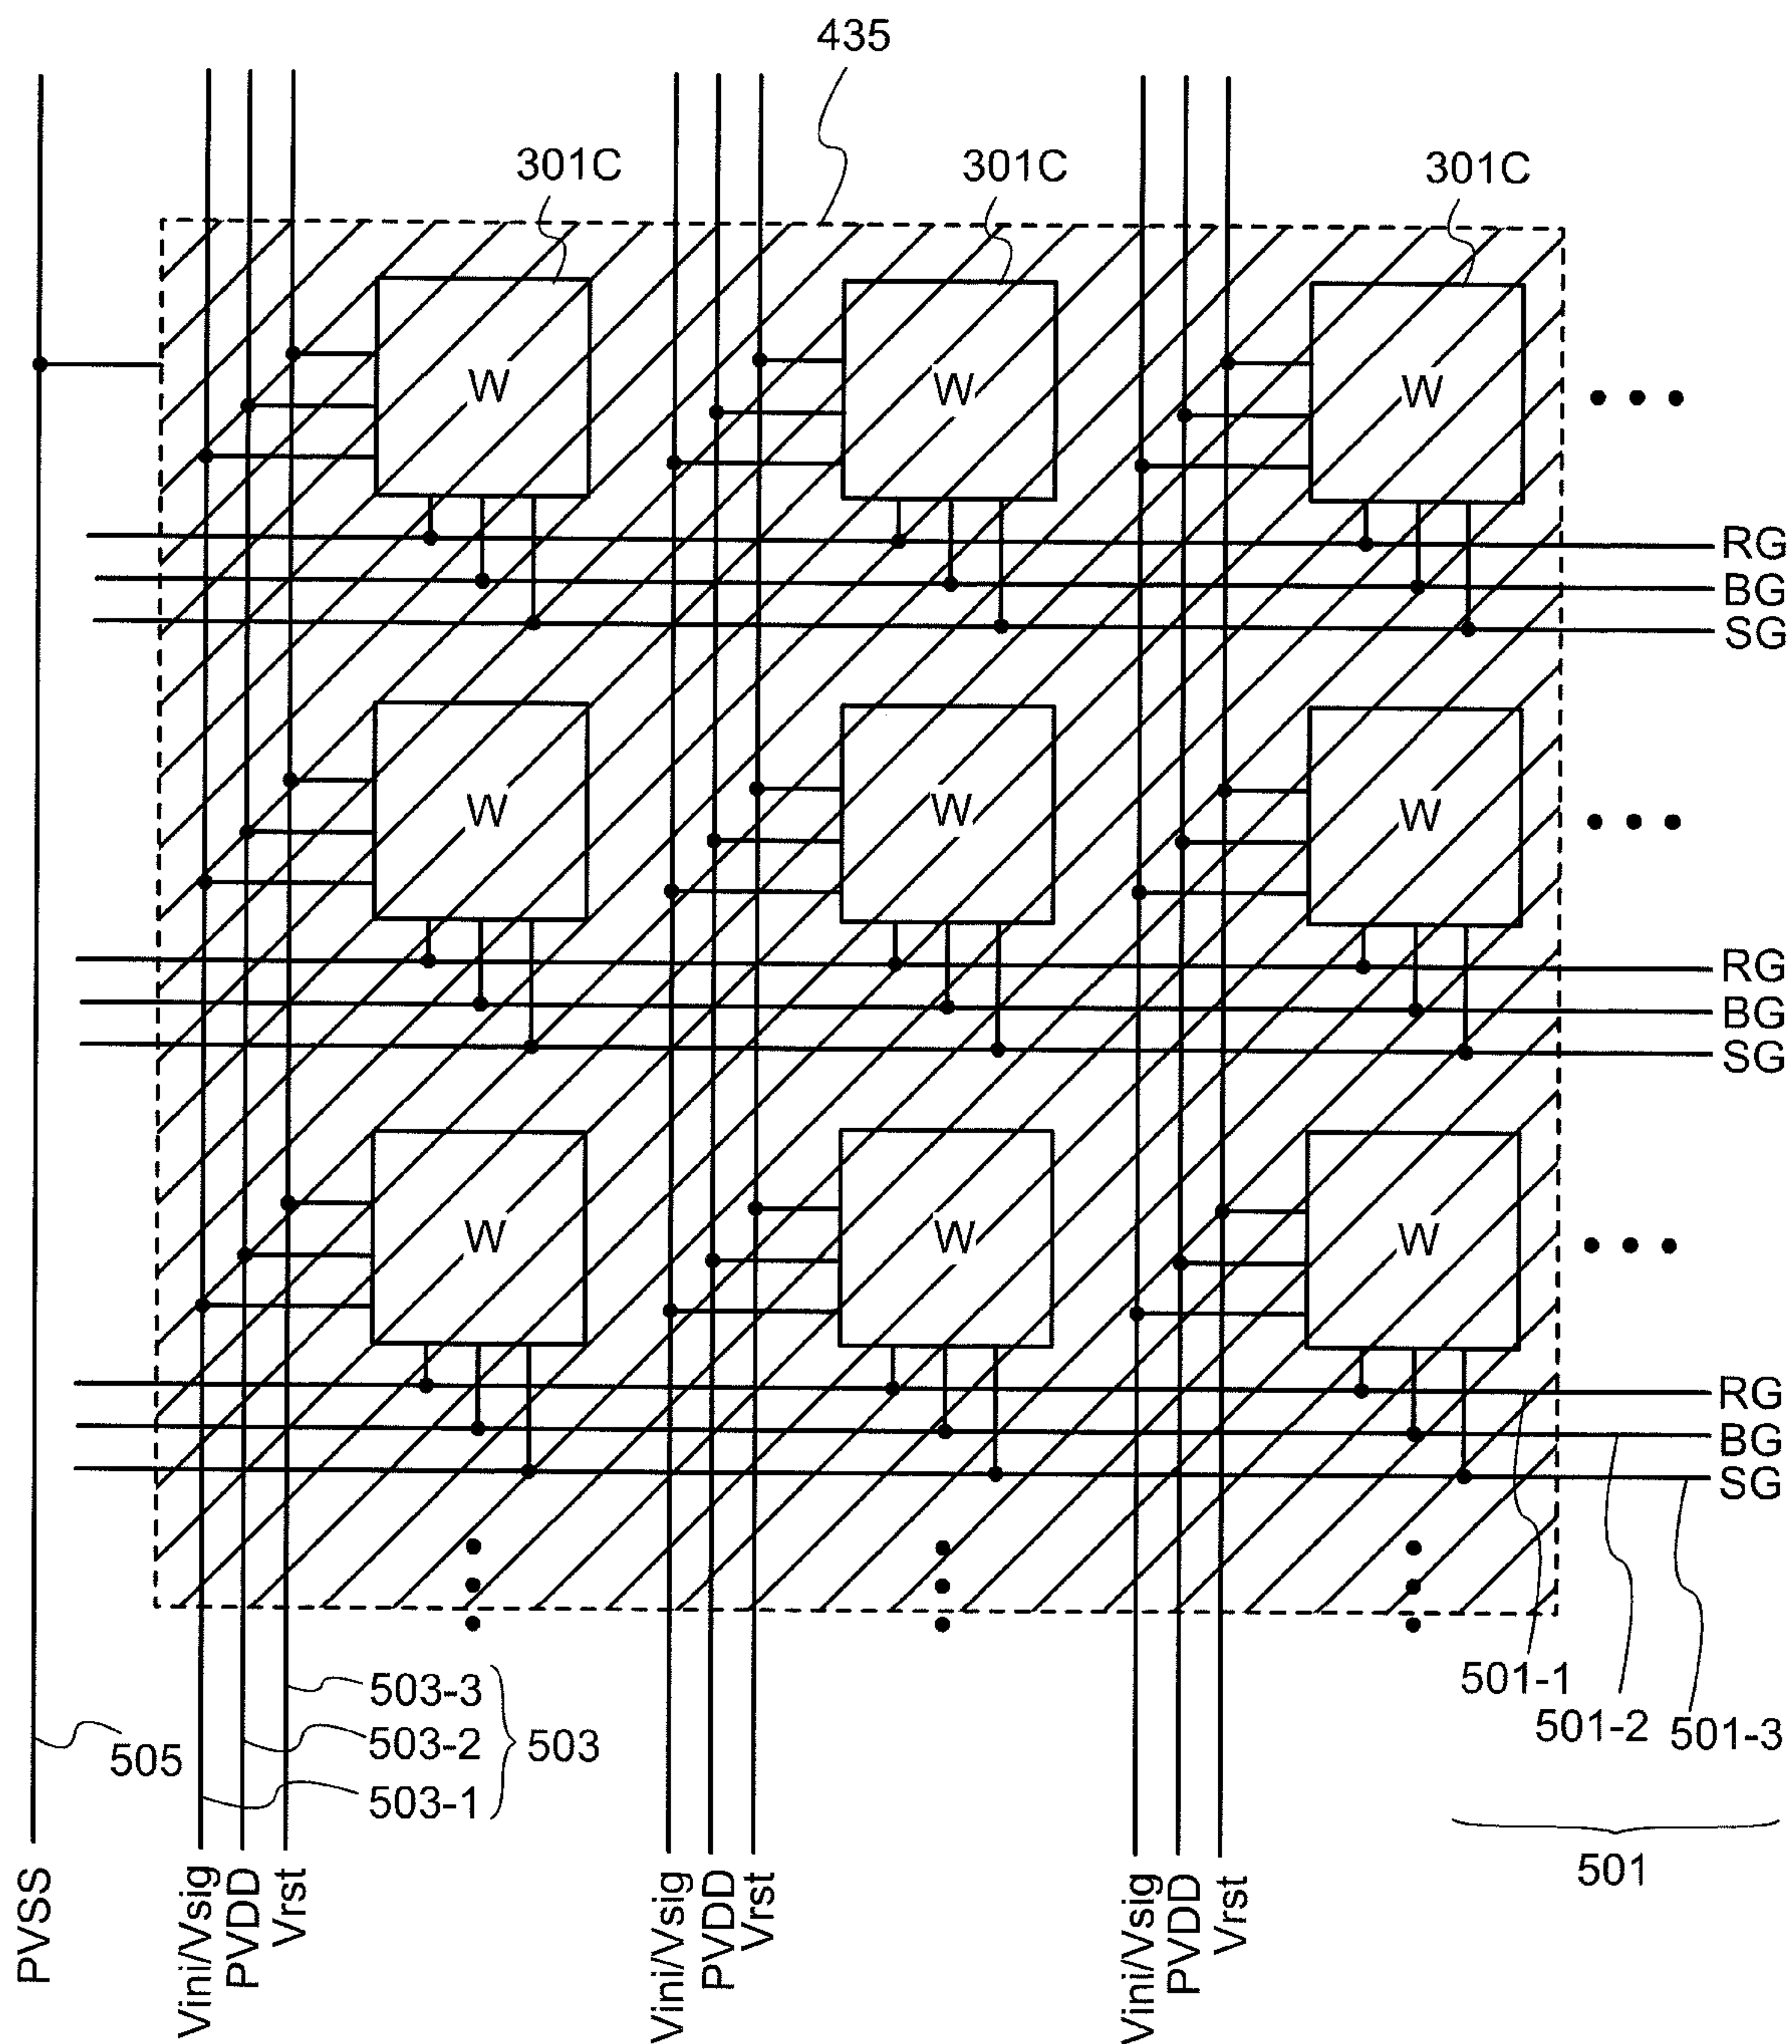 435
301C 301C 301C
W W W
RG
BG
SG
W W W
RG
BG
SG
W W W
RG
BG
SG
501-1
501-2
501-3
501
503-3
503-2
503-1
503
505
PVSS
Vini/Vsig
PVDD
Vrst
Vini/Vsig
PVDD
Vrst
Vini/Vsig
PVDD
Vrst